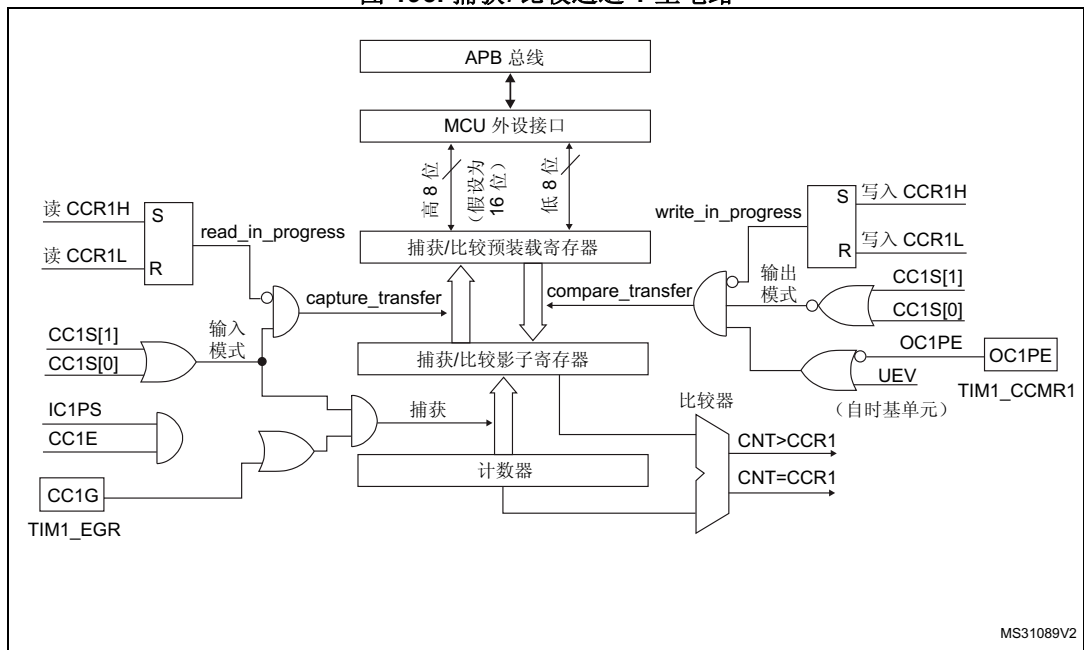 APB 总线
MCU 外设接口
高 8 位
(假设为
16 位)
低 8 位
读 CCR1H
S
read_in_progress
读 CCR1L
R
write_in_progress
S
写入 CCR1H
R
写入 CCR1L
捕获/比较预装载寄存器
capture_transfer
compare_transfer
输出
模式
CC1S[1]
CC1S[0]
CC1S[1]
CC1S[0]
输入
模式
捕获/比较影子寄存器
OC1PE
OC1PE
UEV
TIM1_CCMR1
(自时基单元)
IC1PS
CC1E
捕获
比较器
CNT>CCR1
计数器
CNT=CCR1
CC1G
TIM1_EGR
MS31089V2